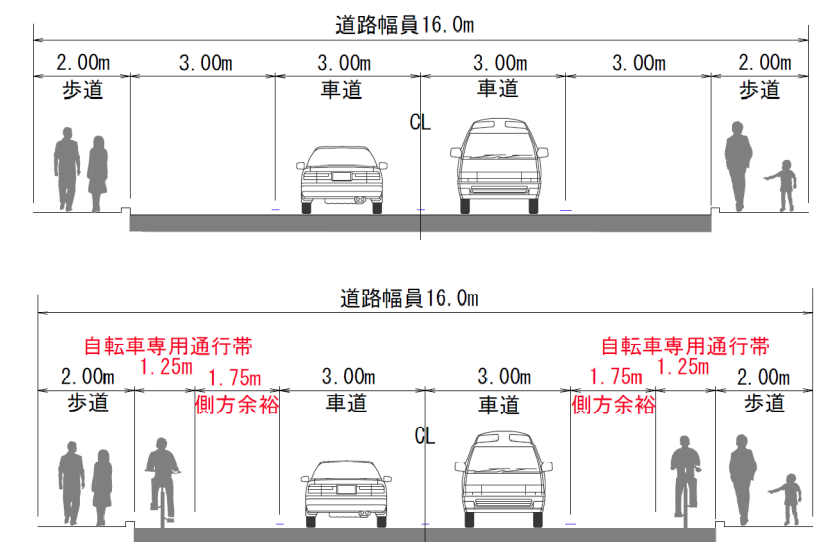 道路幅員16.0m
2.00m 3.00m 3.00m 3.00m 3.00m 2.00m
歩道 車道 車道 歩道
CL
道路幅員16.0m
自転車専用通行帯 自転車専用通行帯
2.00m 1.25m 1.75m 3.00m 3.00m 1.75m 1.25m 2.00m
歩道 側方余裕 車道 車道 側方余裕 歩道
CL